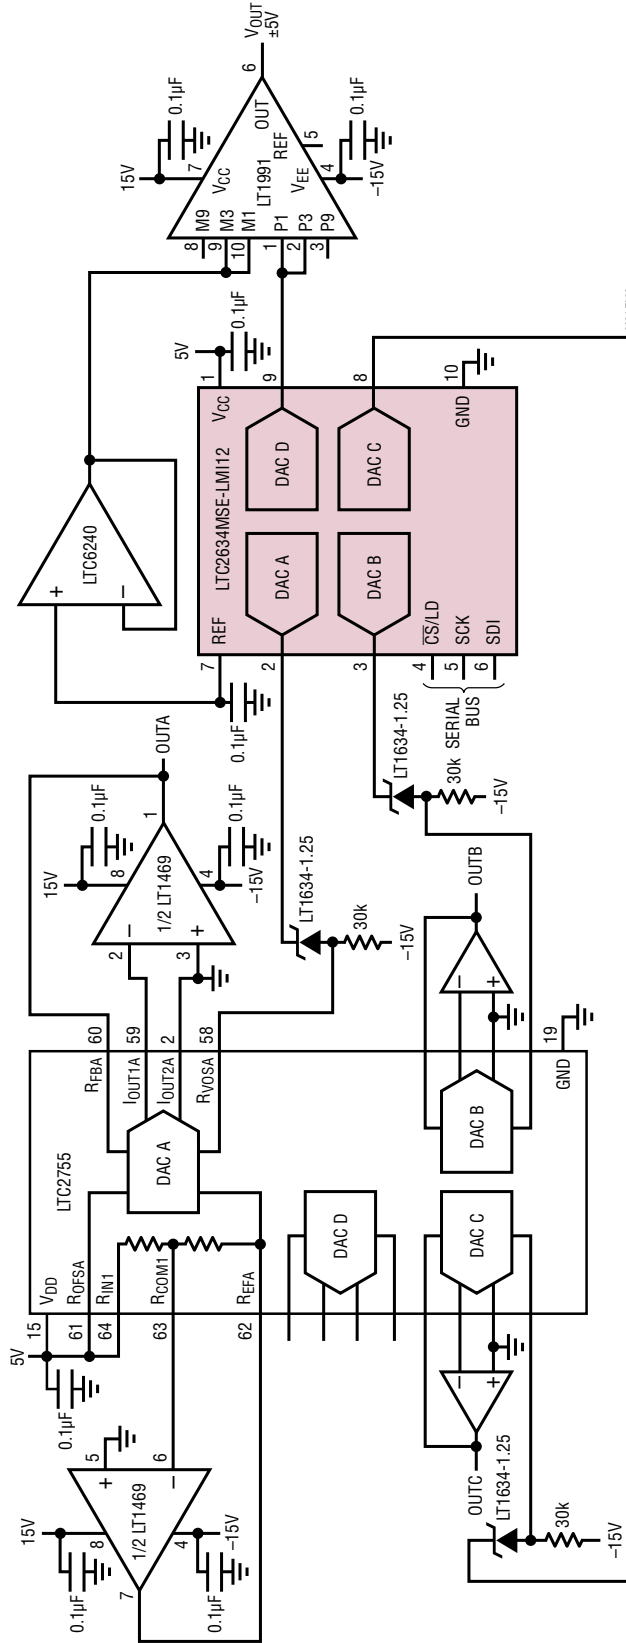 5V
15
VDD
LTC2755
0.1µF
61
ROFSA
64
RIN1
63
RCOM1
62
REFA
15V
0.1µF
8
5
+
1/2 LT1469
6
–
7
4
0.1µF
–15V
DAC A
RFBA
60
IOUT1A
59
IOUT2A
2
RVOSA
58
15V
0.1µF
8
2
–
1/2 LT1469
3
+
1
OUTA
4
0.1µF
–15V
LT1634-1.25
30k
–15V
DAC D
DAC C
DAC B
GND
19
–
+
OUTB
LT1634-1.25
30k
–15V
–
+
OUTC
LT1634-1.25
30k
–15V
+
–
LTC6240
0.1µF
7
REF
LTC2634MSE-LMI12
VCC
1
5V
0.1µF
2
DAC A
DAC D
9
3
DAC B
DAC C
8
4
CS/LD
5
SCK
6
SDI
SERIAL
BUS
GND
10
15V
0.1µF
7
VCC
8
M9
9
M3
10
M1
LT1991
1
P1
2
P3
3
P9
OUT
6
VOUT
±5V
REF
5
VEE
4
0.1µF
–15V